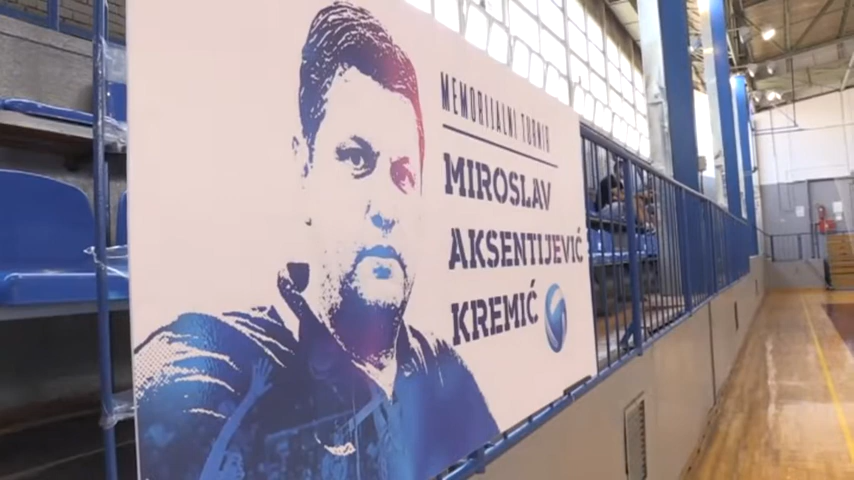 MEMORIJALNI TURNIR
MIROSLAV
AKSENTIJEVIĆ
KREMIĆ